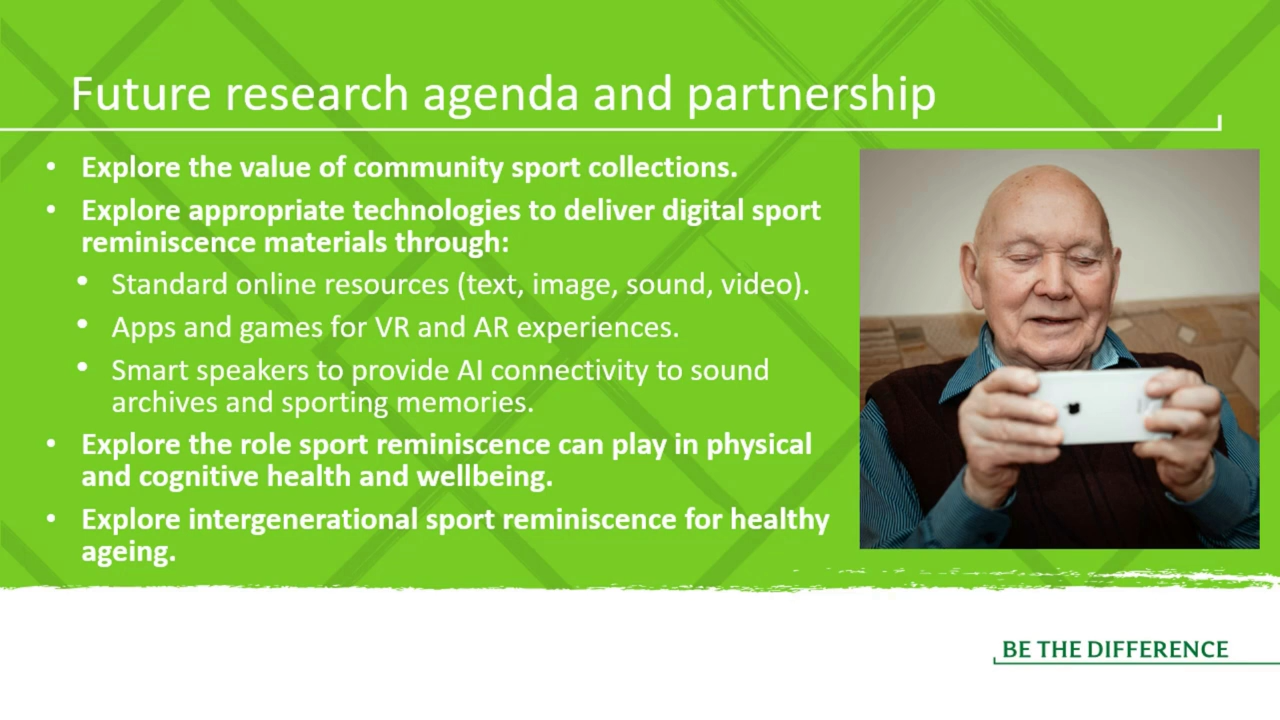 Future research agenda and partnership
• Explore the value of community sport collections.
• Explore appropriate technologies to deliver digital sport
reminiscence materials through:
• Standard online resources (text, image, sound, video).
• Apps and games for VR and AR experiences.
• Smart speakers to provide AI connectivity to sound
archives and sporting memories.
• Explore the role sport reminiscence can play in physical
and cognitive health and wellbeing.
• Explore intergenerational sport reminiscence for healthy
ageing.
BE THE DIFFERENCE